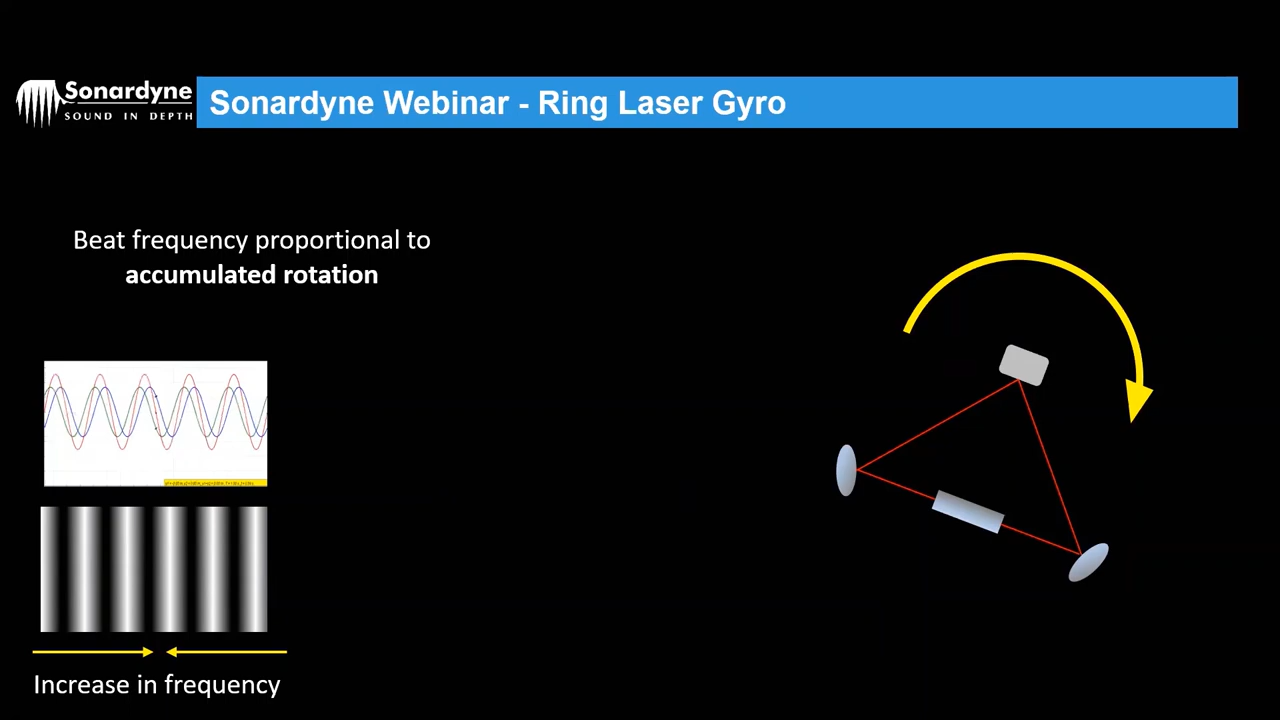 Sonardyne
SOUND IN DEPTH
Sonardyne Webinar - Ring Laser Gyro
Beat frequency proportional to
accumulated rotation
Increase in frequency